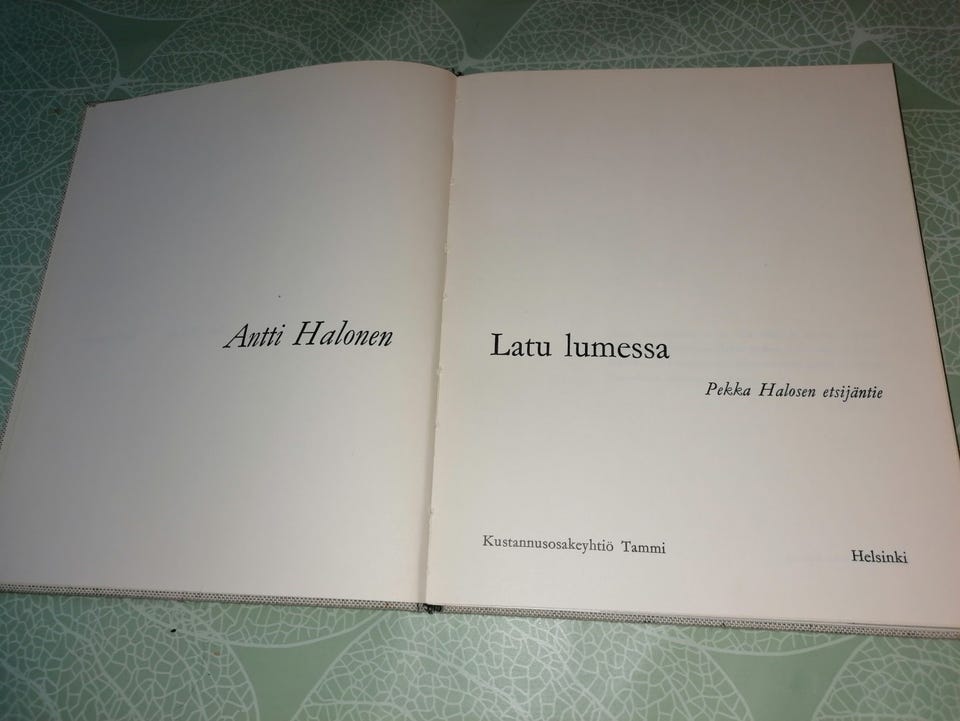 Antti Halonen
Latu lumessa
Pekka Halosen etsijäntie
Kustannusosakeyhtiö Tammi
Helsinki